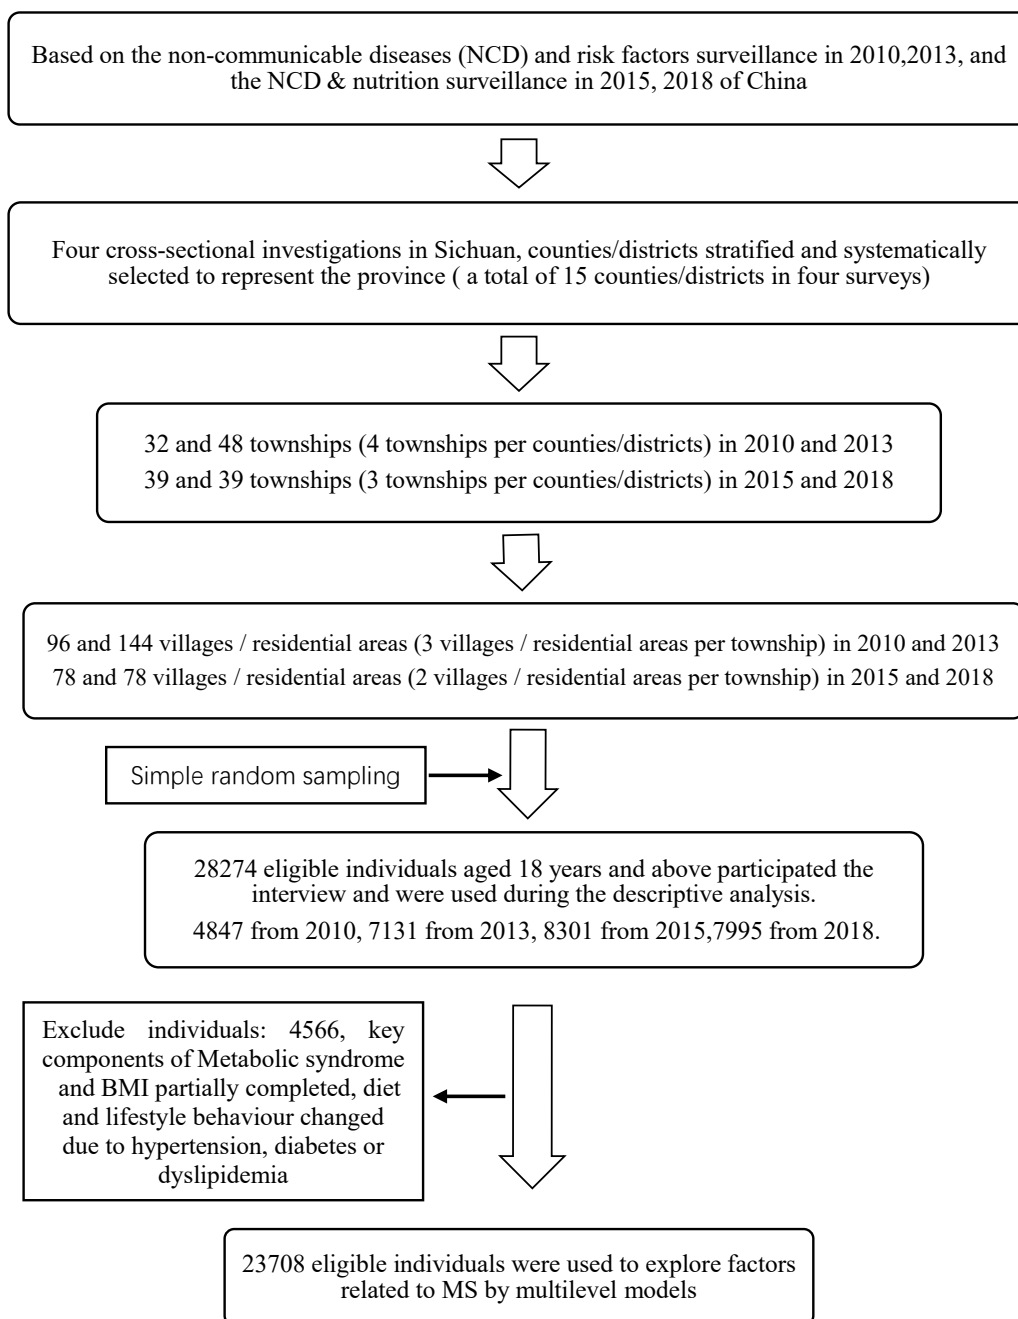 Based on the non-communicable diseases (NCD) and risk factors surveillance in 2010,2013, and
the NCD & nutrition surveillance in 2015, 2018 of China
Four cross-sectional investigations in Sichuan, counties/districts stratified and systematically
selected to represent the province ( a total of 15 counties/districts in four surveys)
32 and 48 townships (4 townships per counties/districts) in 2010 and 2013
39 and 39 townships (3 townships per counties/districts) in 2015 and 2018
96 and 144 villages / residential areas (3 villages / residential areas per township) in 2010 and 2013
78 and 78 villages / residential areas (2 villages / residential areas per township) in 2015 and 2018
Simple random sampling
28274 eligible individuals aged 18 years and above participated the
interview and were used during the descriptive analysis.
4847 from 2010, 7131 from 2013, 8301 from 2015,7995 from 2018.
Exclude individuals: 4566, key
components of Metabolic syndrome
and BMI partially completed, diet
and lifestyle behaviour changed
due to hypertension, diabetes or
dyslipidemia
23708 eligible individuals were used to explore factors
related to MS by multilevel models